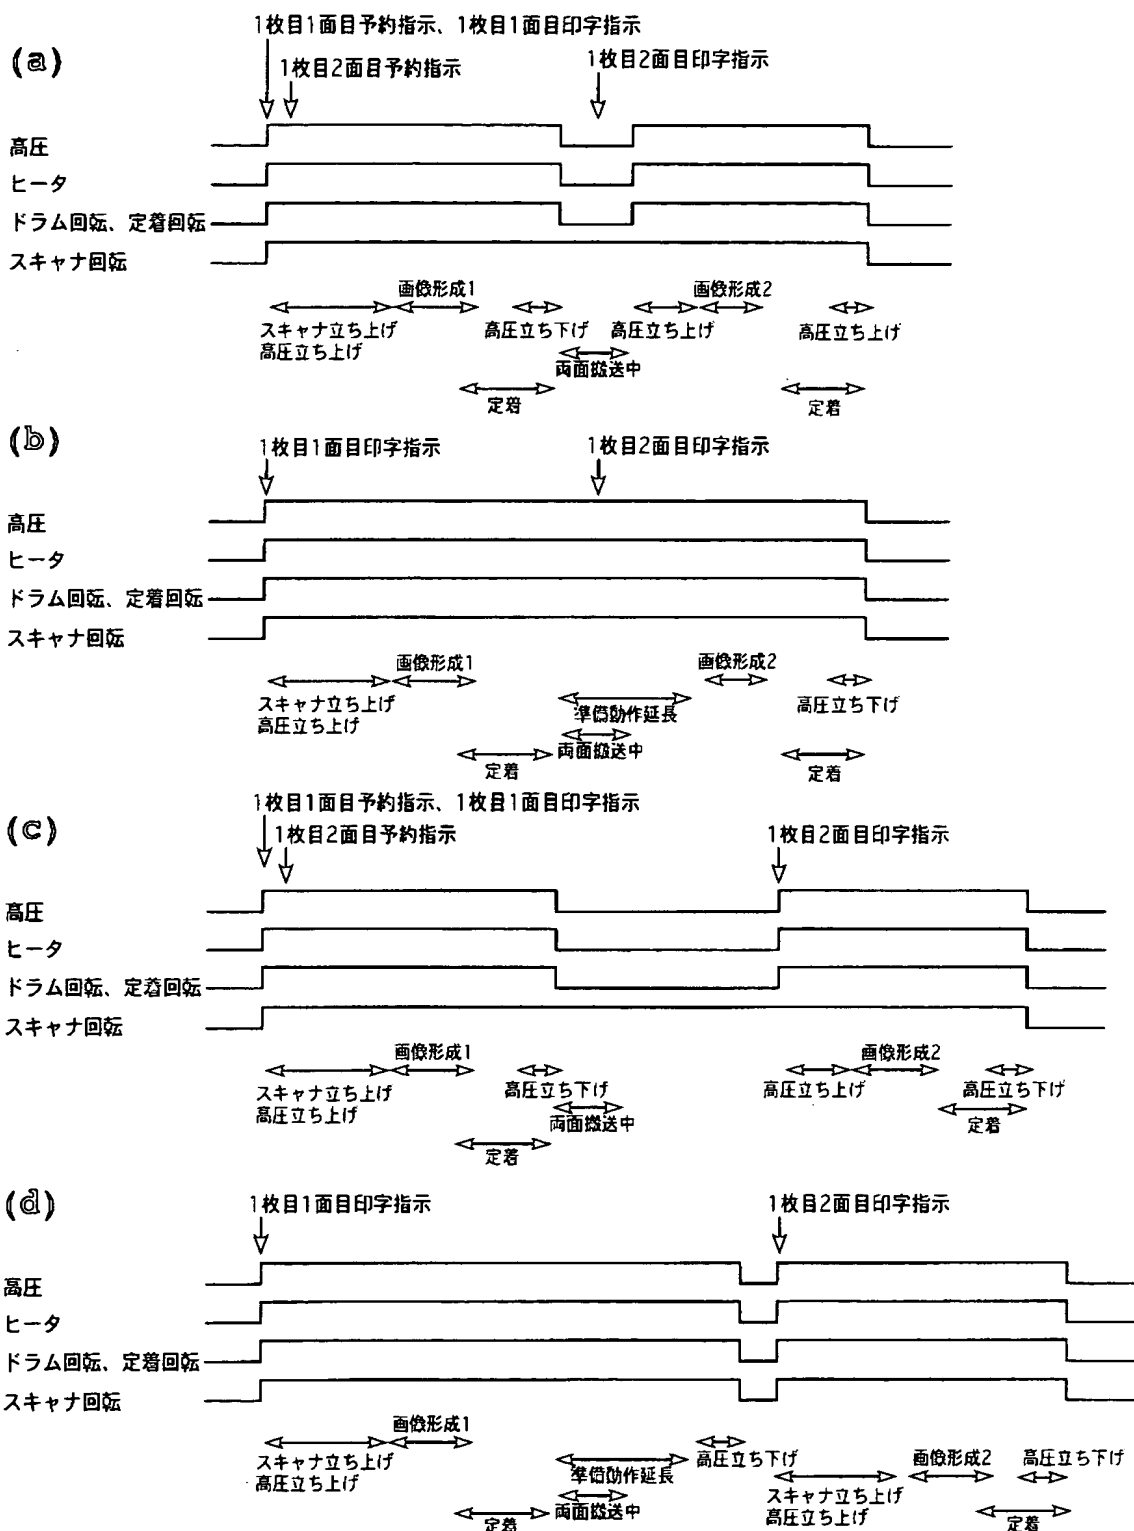 1枚目1面目予約指示、1枚目1面目印字指示
(a)
1枚目2面目予約指示
1枚目2面目印字指示
高圧
ヒータ
ドラム回転、定着回転
スキャナ回転
画像形成1
画像形成2
スキャナ立ち上げ
高圧立ち上げ
高圧立ち下げ
高圧立ち上げ
高圧立ち上げ
両面搬送中
定着
定着
(b)
1枚目1面目印字指示
1枚目2面目印字指示
高圧
ヒータ
ドラム回転、定着回転
スキャナ回転
画像形成1
画像形成2
スキャナ立ち上げ
高圧立ち上げ
準備動作延長
高圧立ち下げ
両面搬送中
定着
定着
1枚目1面目予約指示、1枚目1面目印字指示
(c)
1枚目2面目予約指示
1枚目2面目印字指示
高圧
ヒータ
ドラム回転、定着回転
スキャナ回転
画像形成1
画像形成2
スキャナ立ち上げ
高圧立ち上げ
高圧立ち下げ
高圧立ち上げ
高圧立ち下げ
両面搬送中
定着
定着
(d)
1枚目1面目印字指示
1枚目2面目印字指示
高圧
ヒータ
ドラム回転、定着回転
スキャナ回転
画像形成1
スキャナ立ち上げ
高圧立ち上げ
準備動作延長
高圧立ち下げ
画像形成2
高圧立ち下げ
両面搬送中
スキャナ立ち上げ
高圧立ち上げ
定着
定着